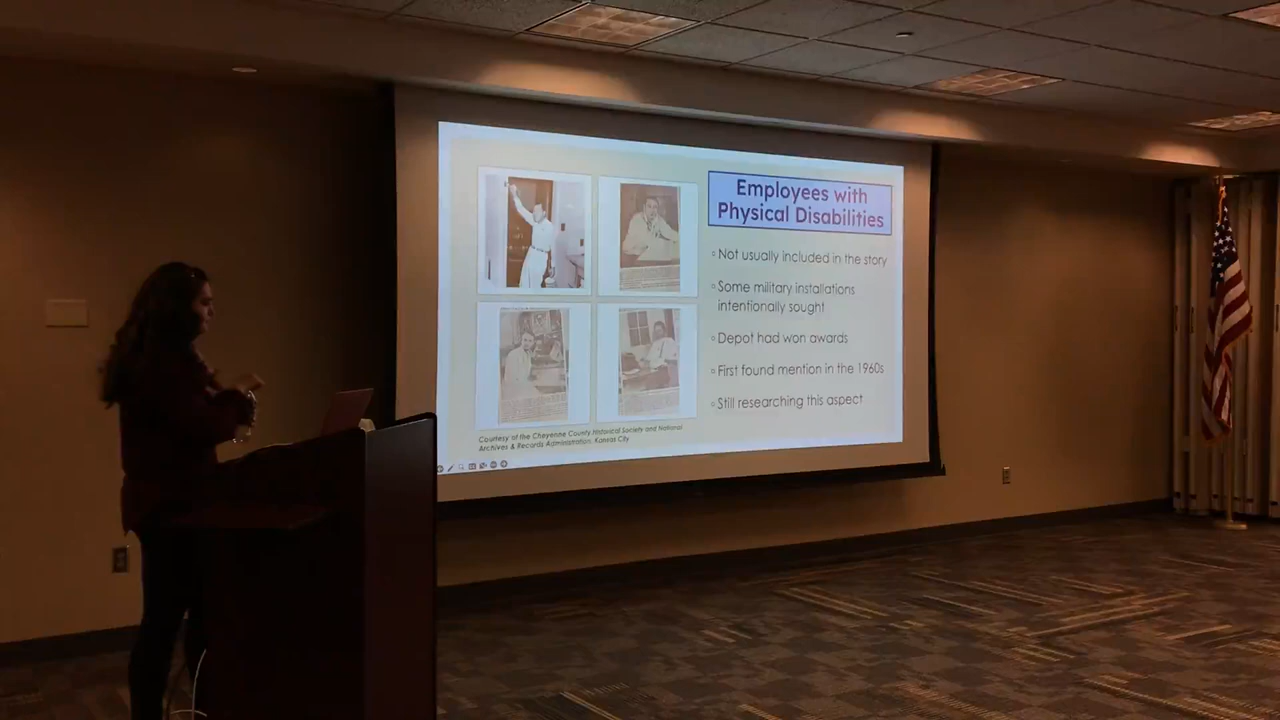 Employees with
Physical Disabilities
Not usually included in the story
Some military installations
intentionally sought
Depot had won awards
First found mention in the 1960s
Still researching this aspect
Courtesy of the Cheyenne County Historical Society and National
Archives & Records Administration, Kansas City